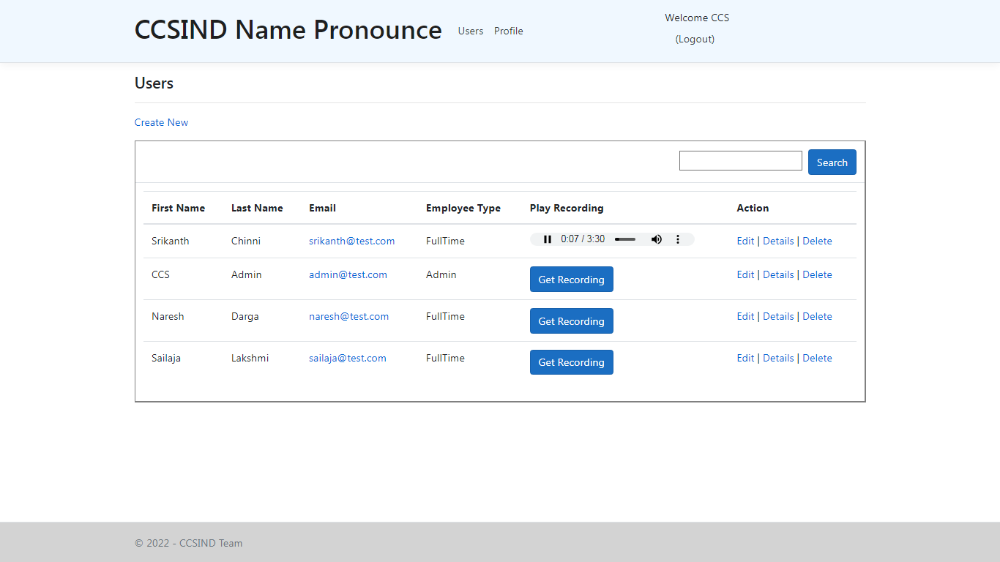 CCSIND Name Pronounce Users Profile Welcome CCS
(Logout)
Users
Create New
Search
First Name Last Name Email Employee Type Play Recording Action
Srikanth Chinni srikanth@test.com FullTime 0:07 / 3:30 Edit | Details | Delete
CCS Admin admin@test.com Admin Get Recording Edit | Details | Delete
Naresh Darga naresh@test.com FullTime Get Recording Edit | Details | Delete
Sailaja Lakshmi sailaja@test.com FullTime Get Recording Edit | Details | Delete
© 2022 - CCSIND Team